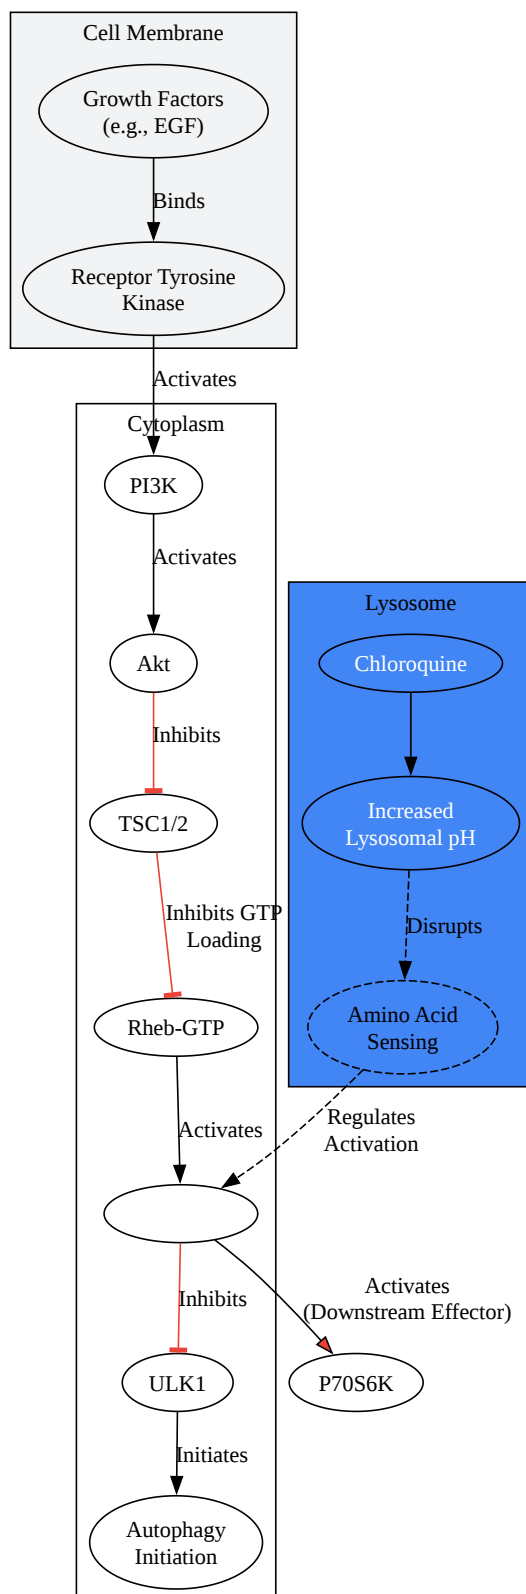 Cell Membrane
Growth Factors
(e.g., EGF)
Binds
Receptor Tyrosine
Kinase
Activates
Cytoplasm
PI3K
Activates
Akt
Inhibits
TSC1/2
Inhibits GTP
Loading
Rheb-GTP
Activates
Lysosome
Chloroquine
Increased
Lysosomal pH
Disrupts
Amino Acid
Sensing
Regulates
Activation
Inhibits
Activates
(Downstream Effector)
ULK1
P70S6K
Initiates
Autophagy
Initiation